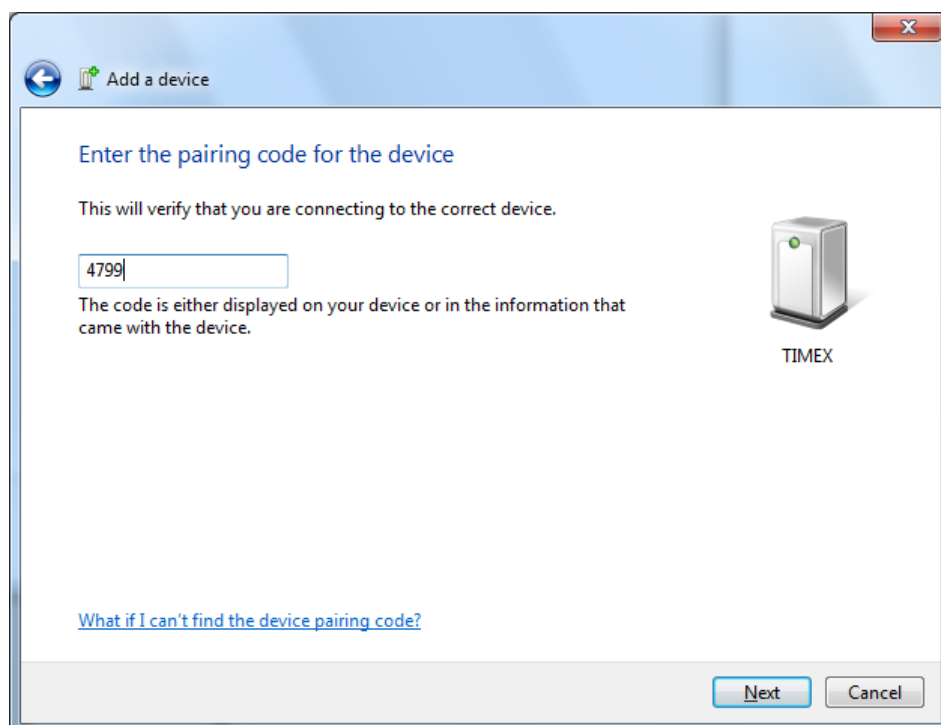 Add a device
Enter the pairing code for the device
This will verify that you are connecting to the correct device.
4799
The code is either displayed on your device or in the information that
came with the device.
TIMEX
What if I can't find the device pairing code?
Next
Cancel